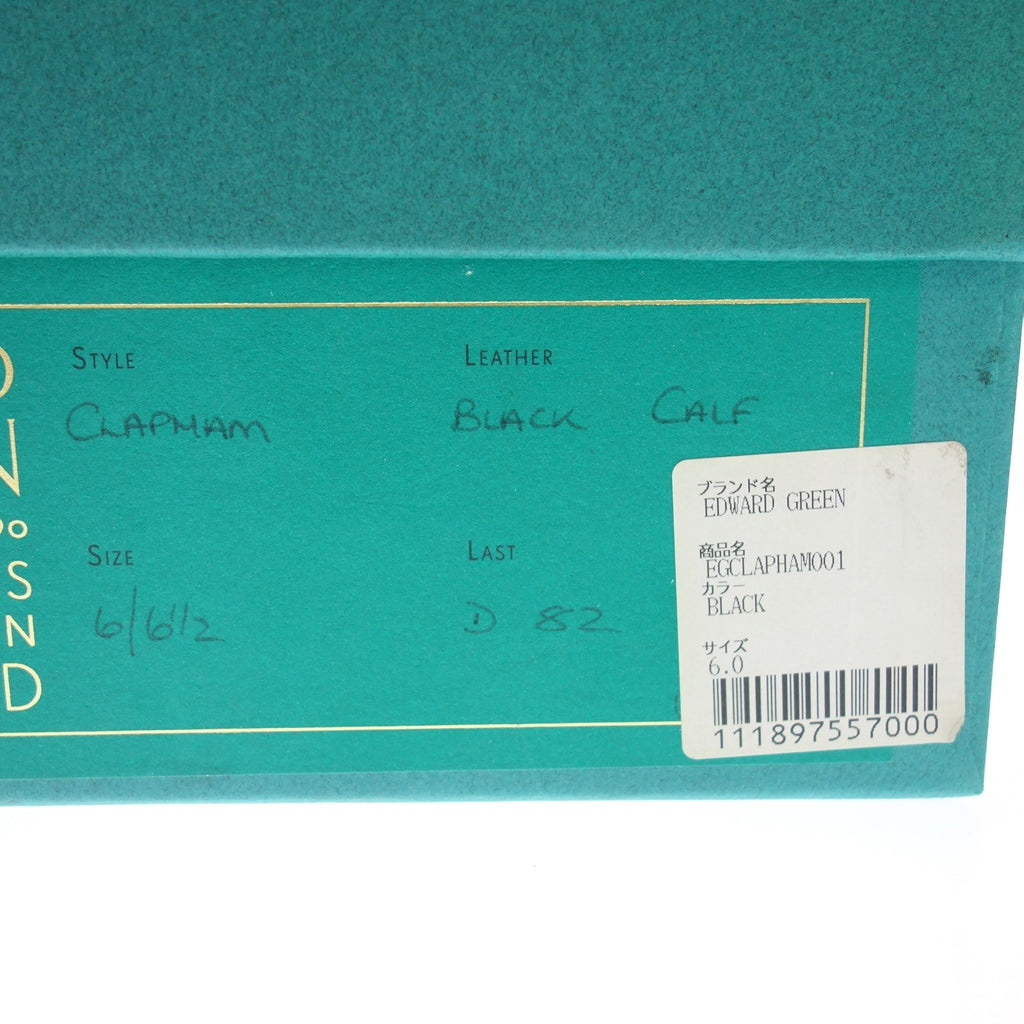 STYLE
CLAPHAM
LEATHER
BLACK CALF
SIZE
6/6½
LAST
D 82
ブランド名
EDWARD GREEN
商品名
EGCLAPHAM001
カラー
BLACK
サイズ
6.0
111897557000